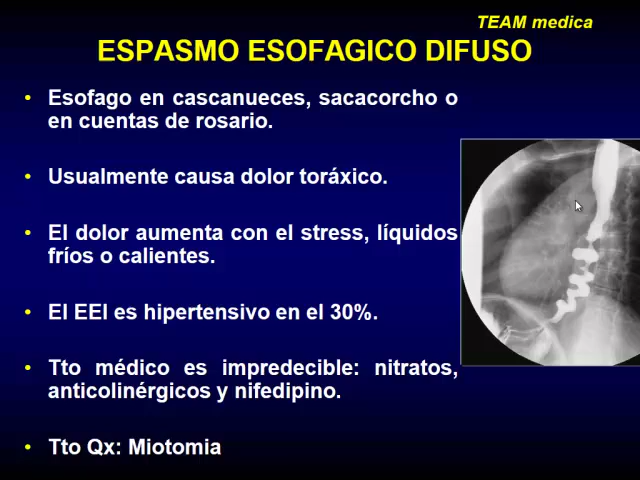 TEAM medica
ESPASMO ESOFAGICO DIFUSO
• Esofago en cascanueces, sacacorcho o
en cuentas de rosario.
• Usualmente causa dolor toráxico.
• El dolor aumenta con el stress, líquidos
fríos o calientes.
• El EEI es hipertensivo en el 30%.
• Tto médico es impredecible: nitratos,
anticolinérgicos y nifedipino.
• Tto Qx: Miotomia